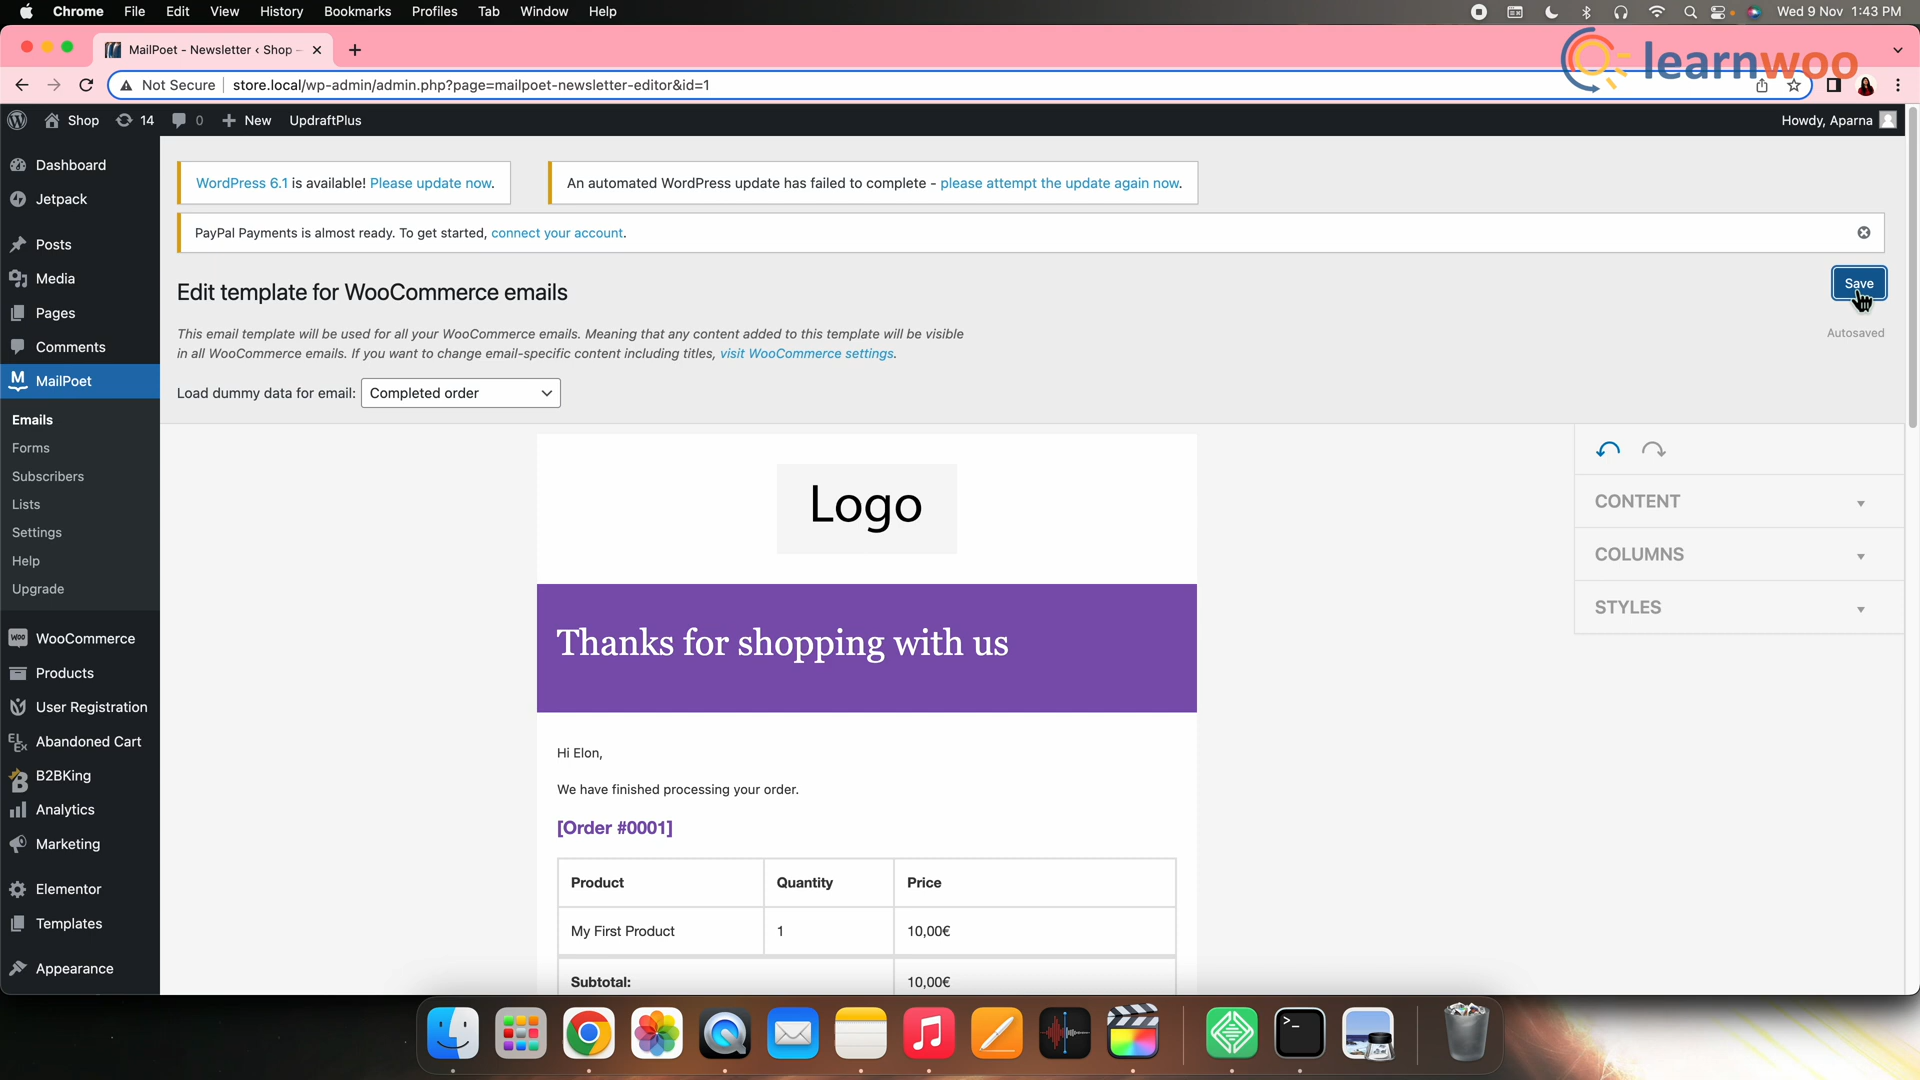 Chrome File Edit View History Bookmarks Profiles Tab Window Help Wed 9 Nov 1:43 PM
MailPoet - Newsletter ‹ Shop –
learnwoo
Not Secure store.local/wp-admin/admin.php?page=mailpoet-newsletter-editor&id=1
Shop 14 0 New UpdraftPlus Howdy, Aparna
Dashboard
Jetpack
Posts
Media
Pages
Comments
MailPoet
Emails
Forms
Subscribers
Lists
Settings
Help
Upgrade
WooCommerce
Products
User Registration
Abandoned Cart
B2BKing
Analytics
Marketing
Elementor
Templates
Appearance
WordPress 6.1 is available! Please update now.
An automated WordPress update has failed to complete - please attempt the update again now.
PayPal Payments is almost ready. To get started, connect your account.
Edit template for WooCommerce emails
Save
Autosaved
This email template will be used for all your WooCommerce emails. Meaning that any content added to this template will be visible
in all WooCommerce emails. If you want to change email-specific content including titles, visit WooCommerce settings.
Load dummy data for email: Completed order
Logo
Thanks for shopping with us
Hi Elon,
We have finished processing your order.
[Order #0001]
Product Quantity Price
My First Product 1 10,00€
Subtotal: 10,00€
CONTENT
COLUMNS
STYLES